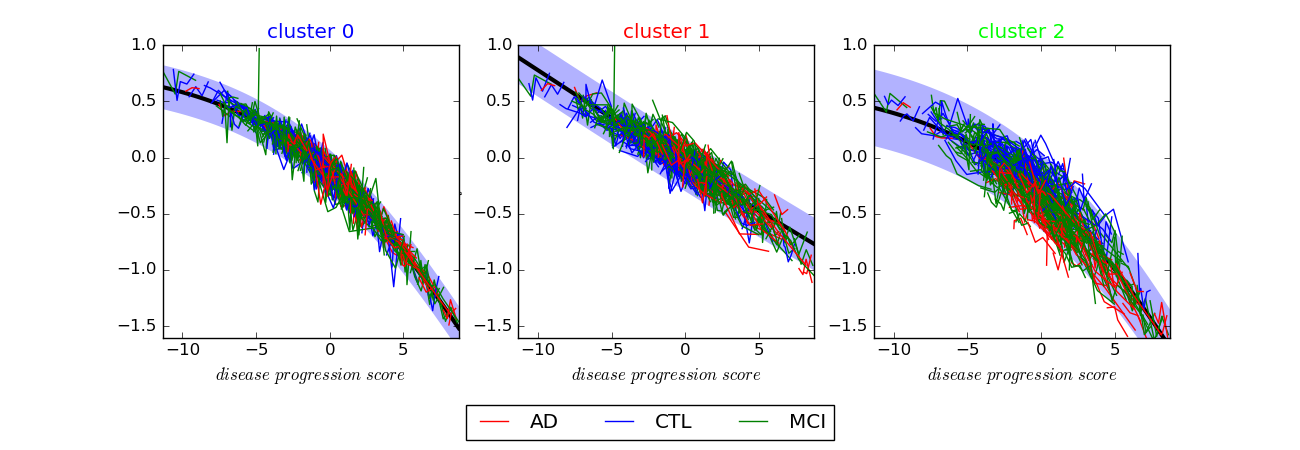 cluster 0 cluster 1 cluster 2
1.0 1.0 1.0
0.5 0.5 0.5
0.0 0.0 0.0
−0.5 −0.5 −0.5
−1.0 −1.0 −1.0
−1.5 −1.5 −1.5
−10 −5 0 5 −10 −5 0 5 −10 −5 0 5
disease progression score disease progression score disease progression score
AD CTL MCI